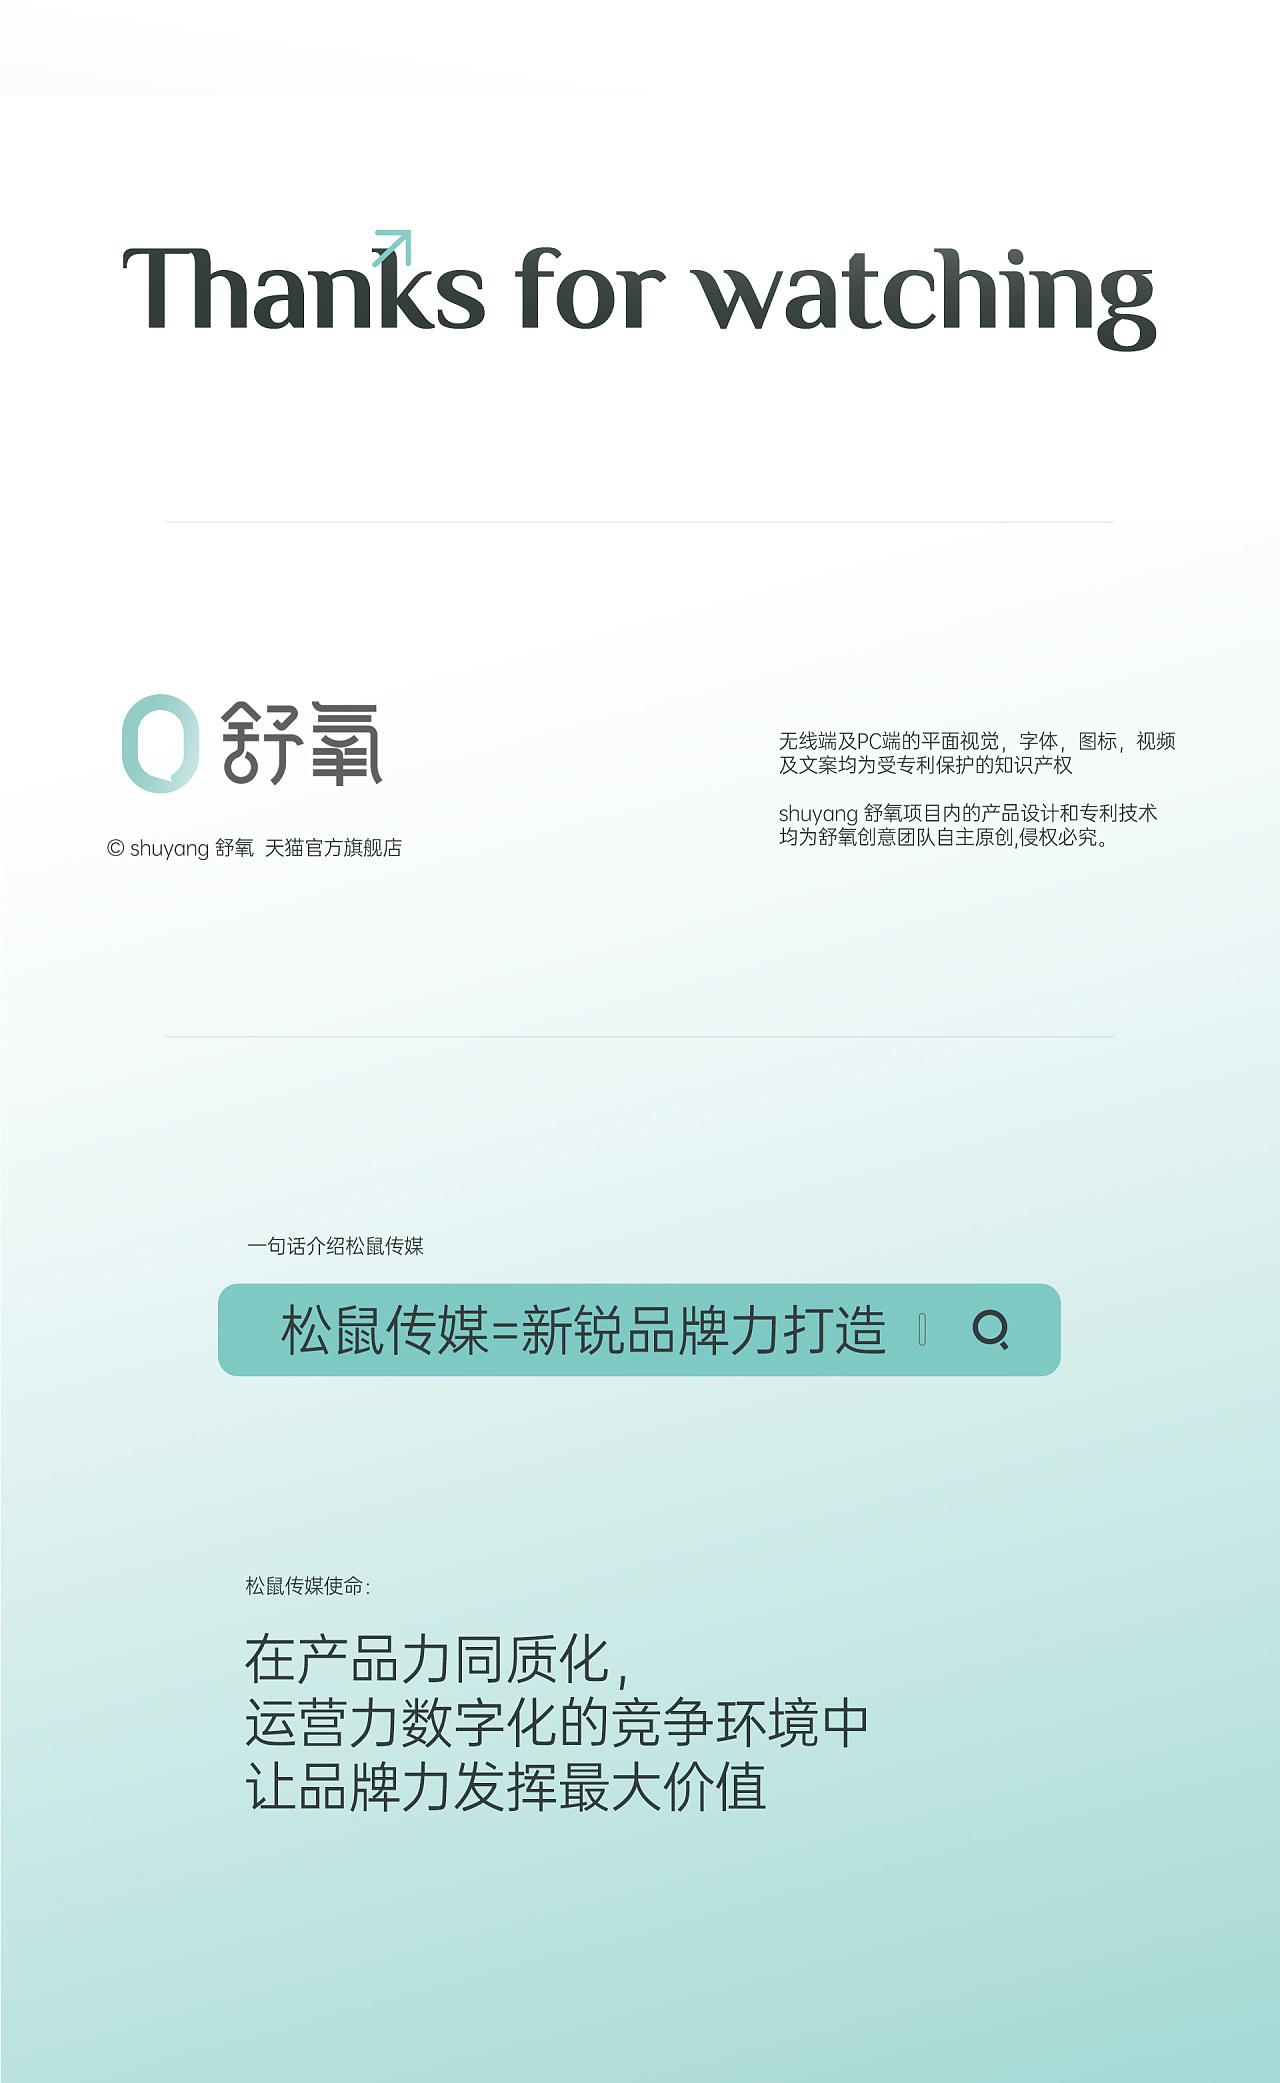 Thanks for watching
舒氧
© shuyang 舒氧 天猫官方旗舰店
无线端及PC端的平面视觉，字体，图标，视频
及文案均为受专利保护的知识产权
shuyang 舒氧项目内的产品设计和专利技术
均为舒氧创意团队自主原创,侵权必究。
一句话介绍松鼠传媒
松鼠传媒=新锐品牌力打造
松鼠传媒使命：
在产品力同质化，
运营力数字化的竞争环境中
让品牌力发挥最大价值